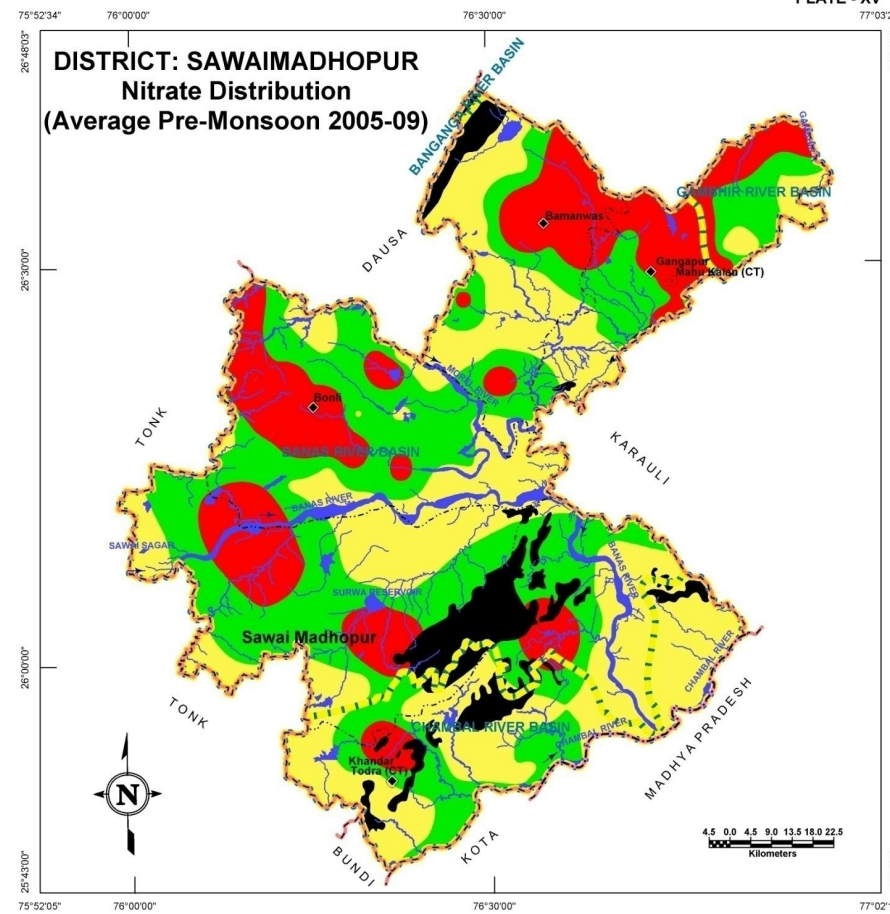 PLATE - XV
75°52'34"
76°00'00"
76°30'00"
26°48'03"
DISTRICT: SAWAIMADHOPUR
Nitrate Distribution
(Average Pre-Monsoon 2005-09)
BANGANGA RIVER BASIN
GAMBHIR RIVER BASIN
Bamanwas
DAUSA
Gangapur
Mahu Kalan (CT)
26°30'00"
MOREL RIVER
Bonli
TONK
KARAULI
BANAS RIVER BASIN
BANAS RIVER
SAWAI SAGAR
BANAS RIVER
SURWA RESERVOIR
Sawai Madhopur
26°00'00"
CHAMBAL RIVER
TONK
CHAMBAL RIVER BASIN
CHAMBAL RIVER
MADHYA PRADESH
Khandar
Todra (CT)
N
4.5 0.0 4.5 9.0 13.5 18.0 22.5
Kilometers
BUNDI
KOTA
25°43'00"
75°52'05"
76°00'00"
76°30'00"